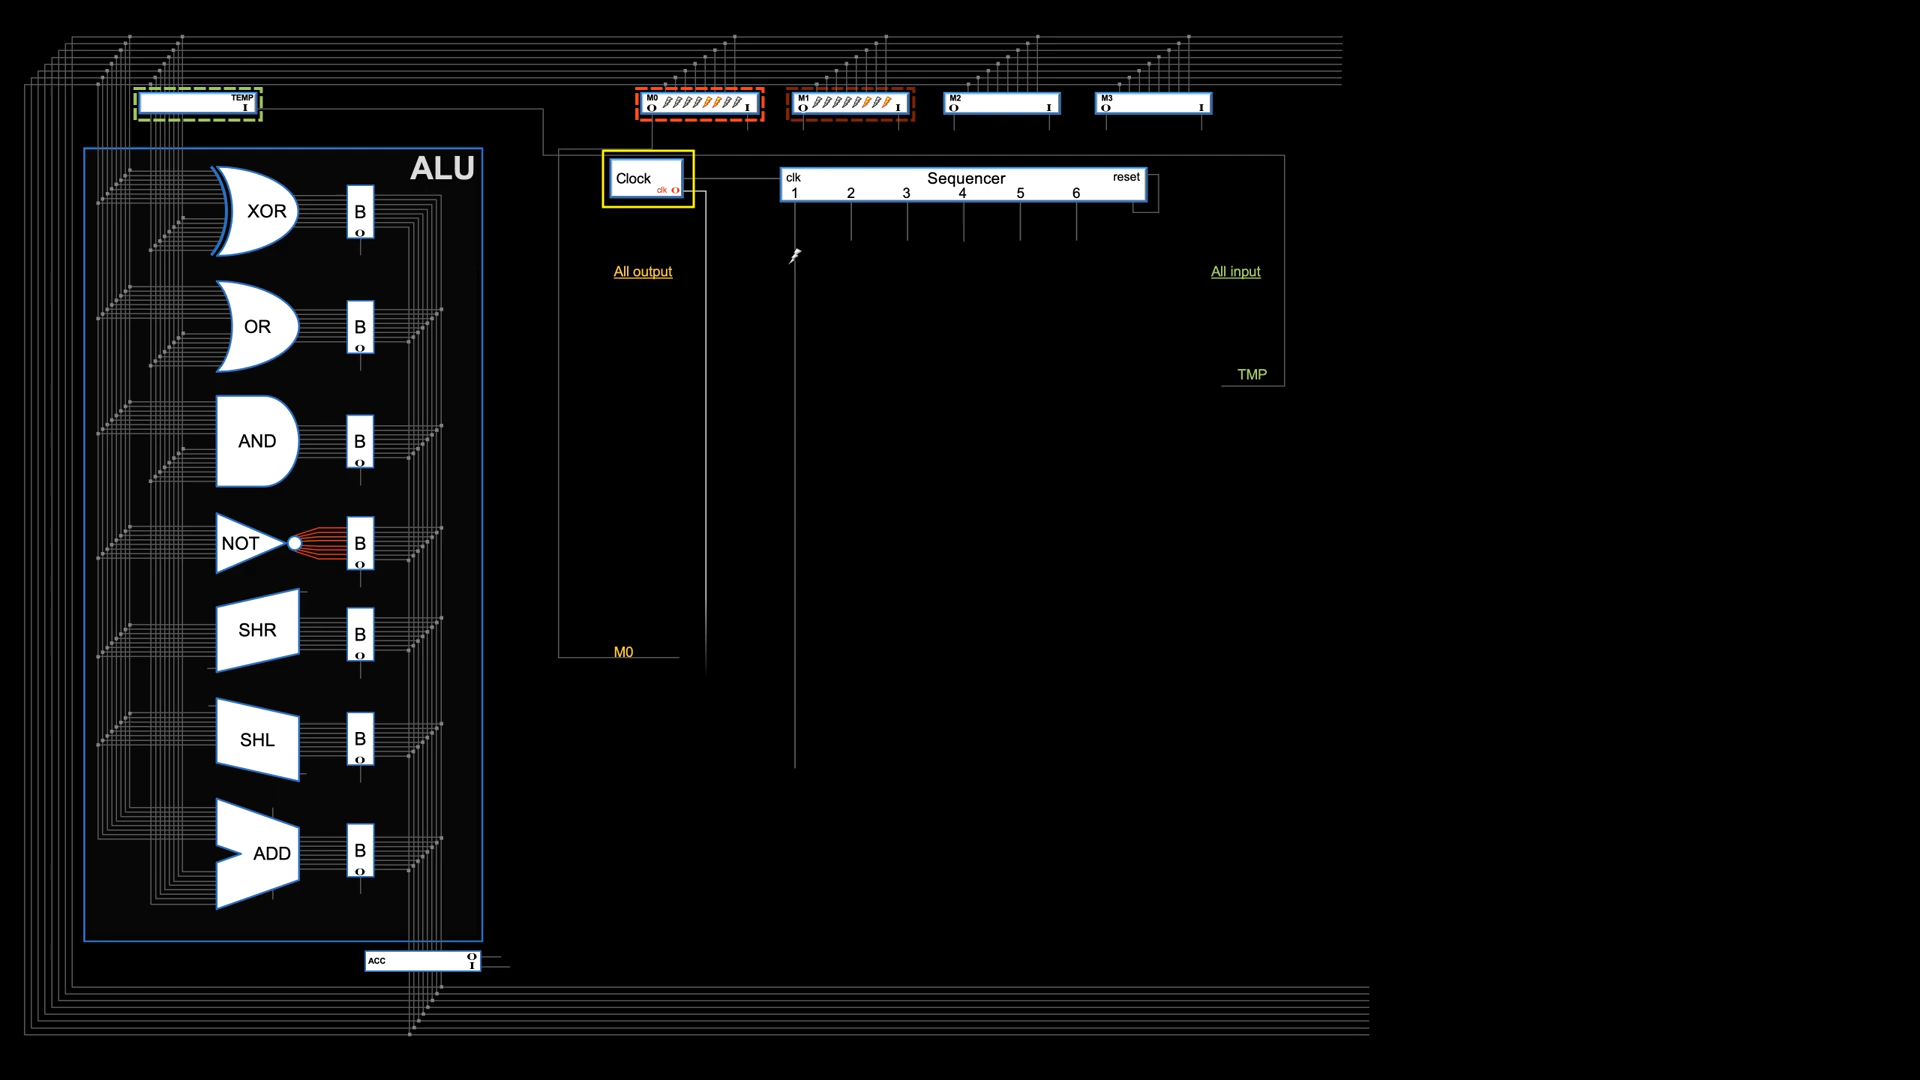 TEMP
I
M0
O I
M1
O I
M2
O I
M3
O I
ALU
Clock
clk O
clk Sequencer reset
1 2 3 4 5 6
XOR
B
O
All output
All input
OR
B
O
TMP
AND
B
O
NOT
B
O
SHR
B
O
M0
SHL
B
O
ADD
B
O
ACC
O
I